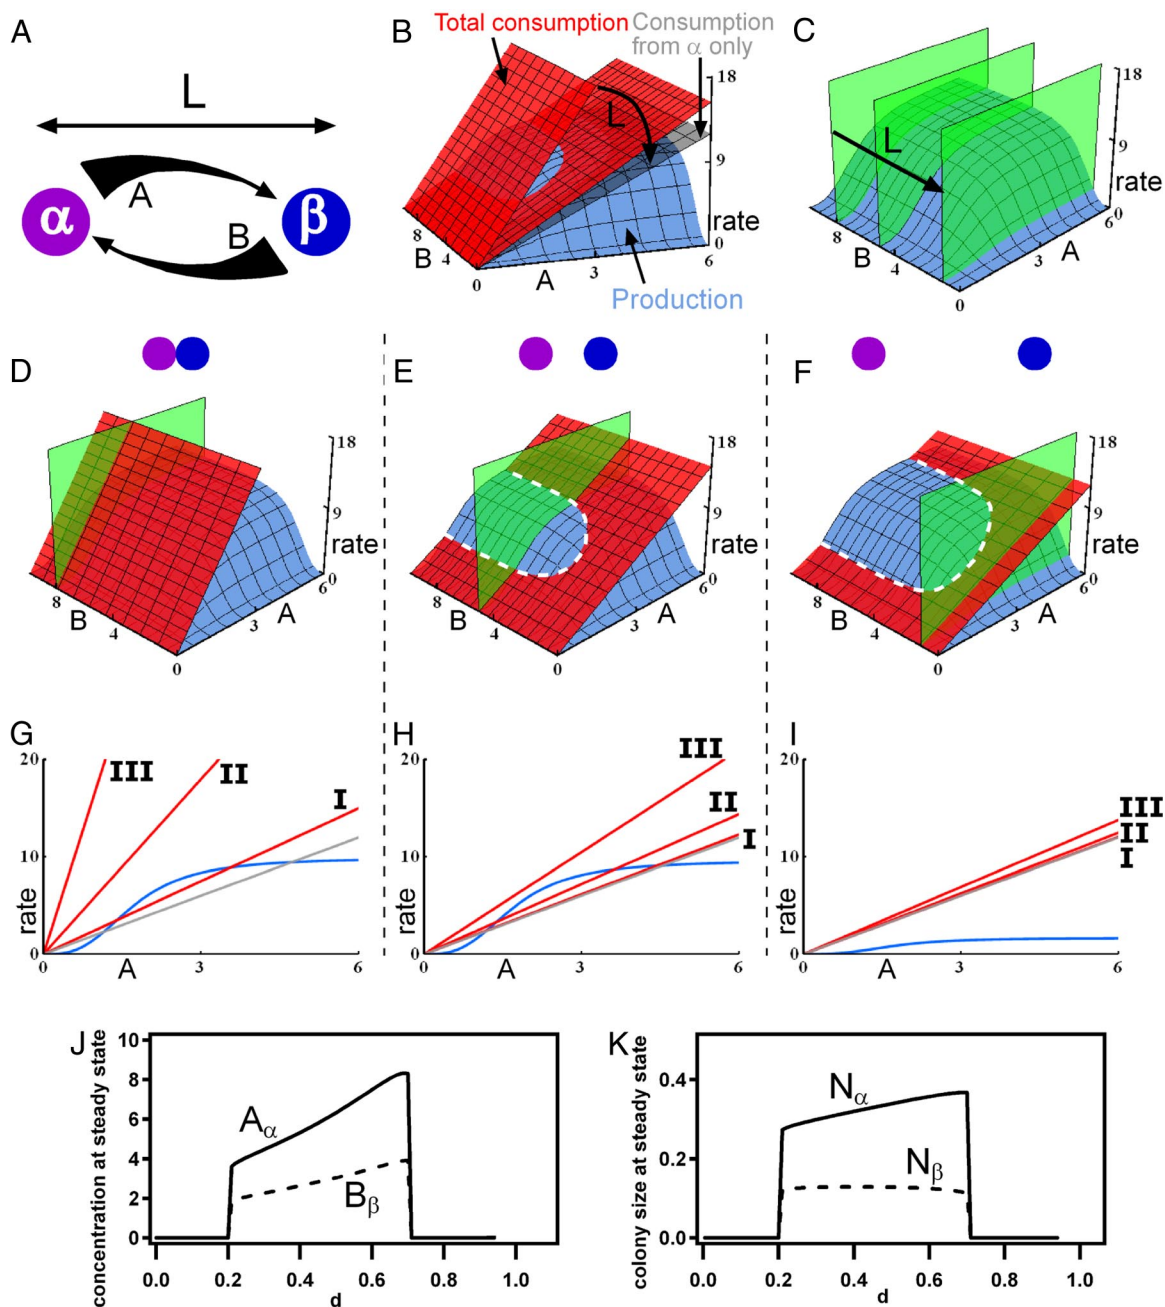 A
L
α
A
B
β
B
Total consumption
Consumption
from α only
L
18
9
rate
0
8
B
4
0
A
3
6
Production
C
L
18
9
rate
0
6
8
B
4
0
3
A
D
18
9
rate
0
6
8
B
4
0
3
A
E
18
9
rate
0
6
8
B
4
0
3
A
F
18
9
rate
0
6
8
B
4
0
3
A
G
20
10
0
rate
III
II
I
0
A
3
6
H
20
10
0
rate
III
II
I
0
A
3
6
I
20
10
0
rate
III
II
I
0
A
3
6
J
concentration at steady state
10
8
6
4
2
0
Aα
Bβ
0.0 0.2 0.4 0.6 0.8 1.0
d
K
colony size at steady state
0.4
0.2
0.0
Nα
Nβ
0.0 0.2 0.4 0.6 0.8 1.0
d